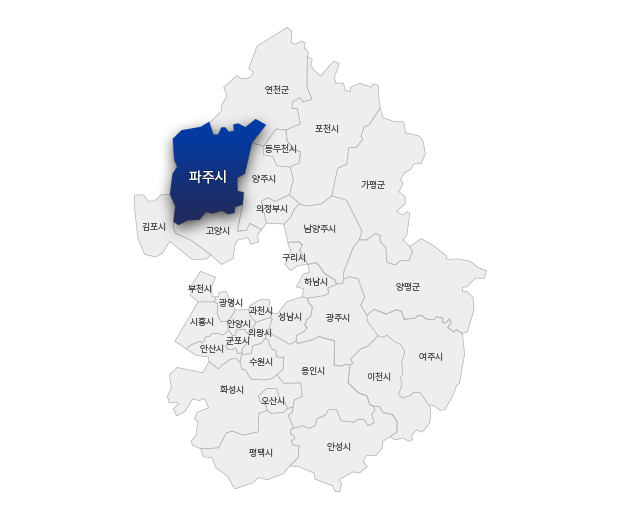 연천군
포천시
동두천시
파주시
양주시
가평군
의정부시
김포시
고양시
남양주시
구리시
하남시
양평군
부천시
광명시
과천시
시흥시
안양시
성남시
광주시
의왕시
군포시
안산시
수원시
여주시
용인시
이천시
화성시
오산시
안성시
평택시